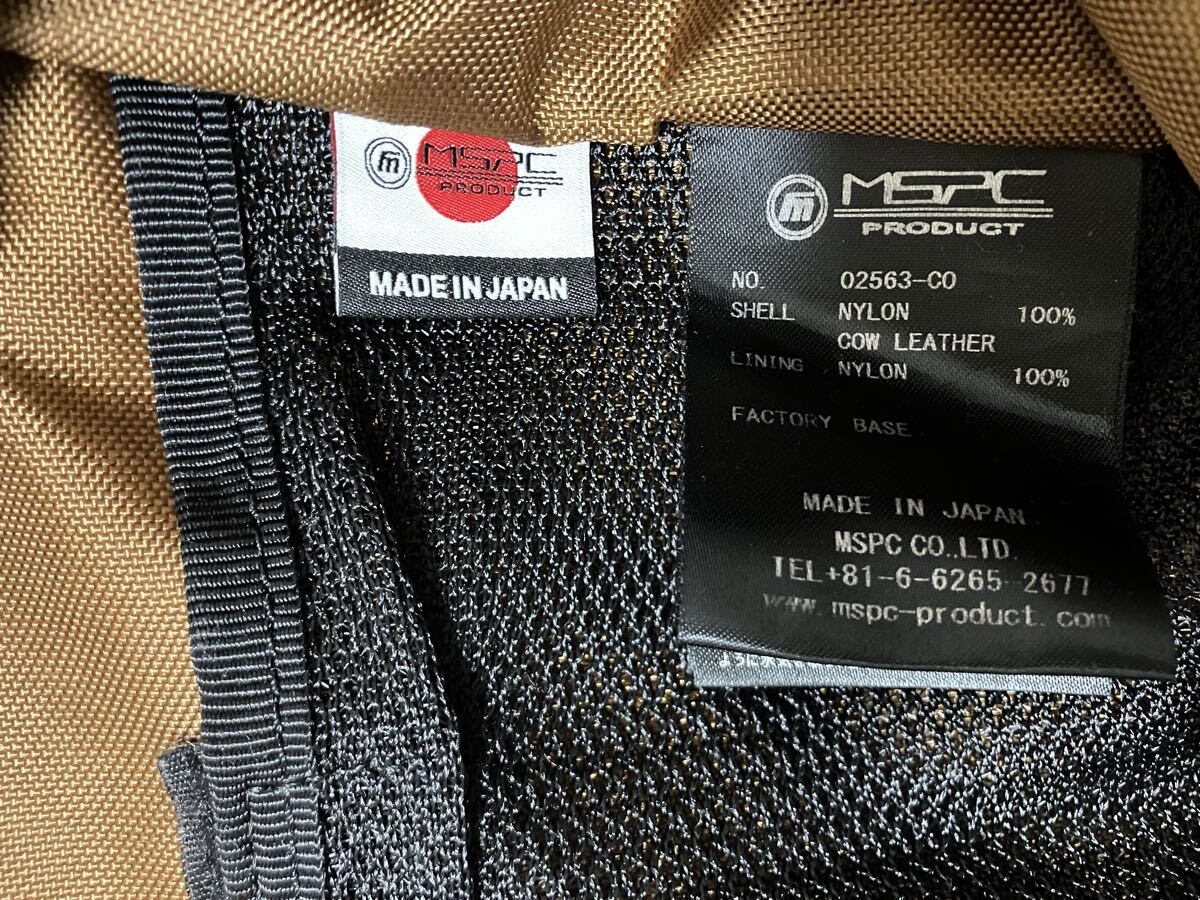 m MSPC
PRODUCT
MADE IN JAPAN
m MSPC
PRODUCT
NO. 02563-CO
SHELL NYLON 100%
COW LEATHER
LINING NYLON 100%
FACTORY BASE
MADE IN JAPAN
MSPC CO.,LTD.
TEL+81-6-6265-2677
www.mspc-product.com